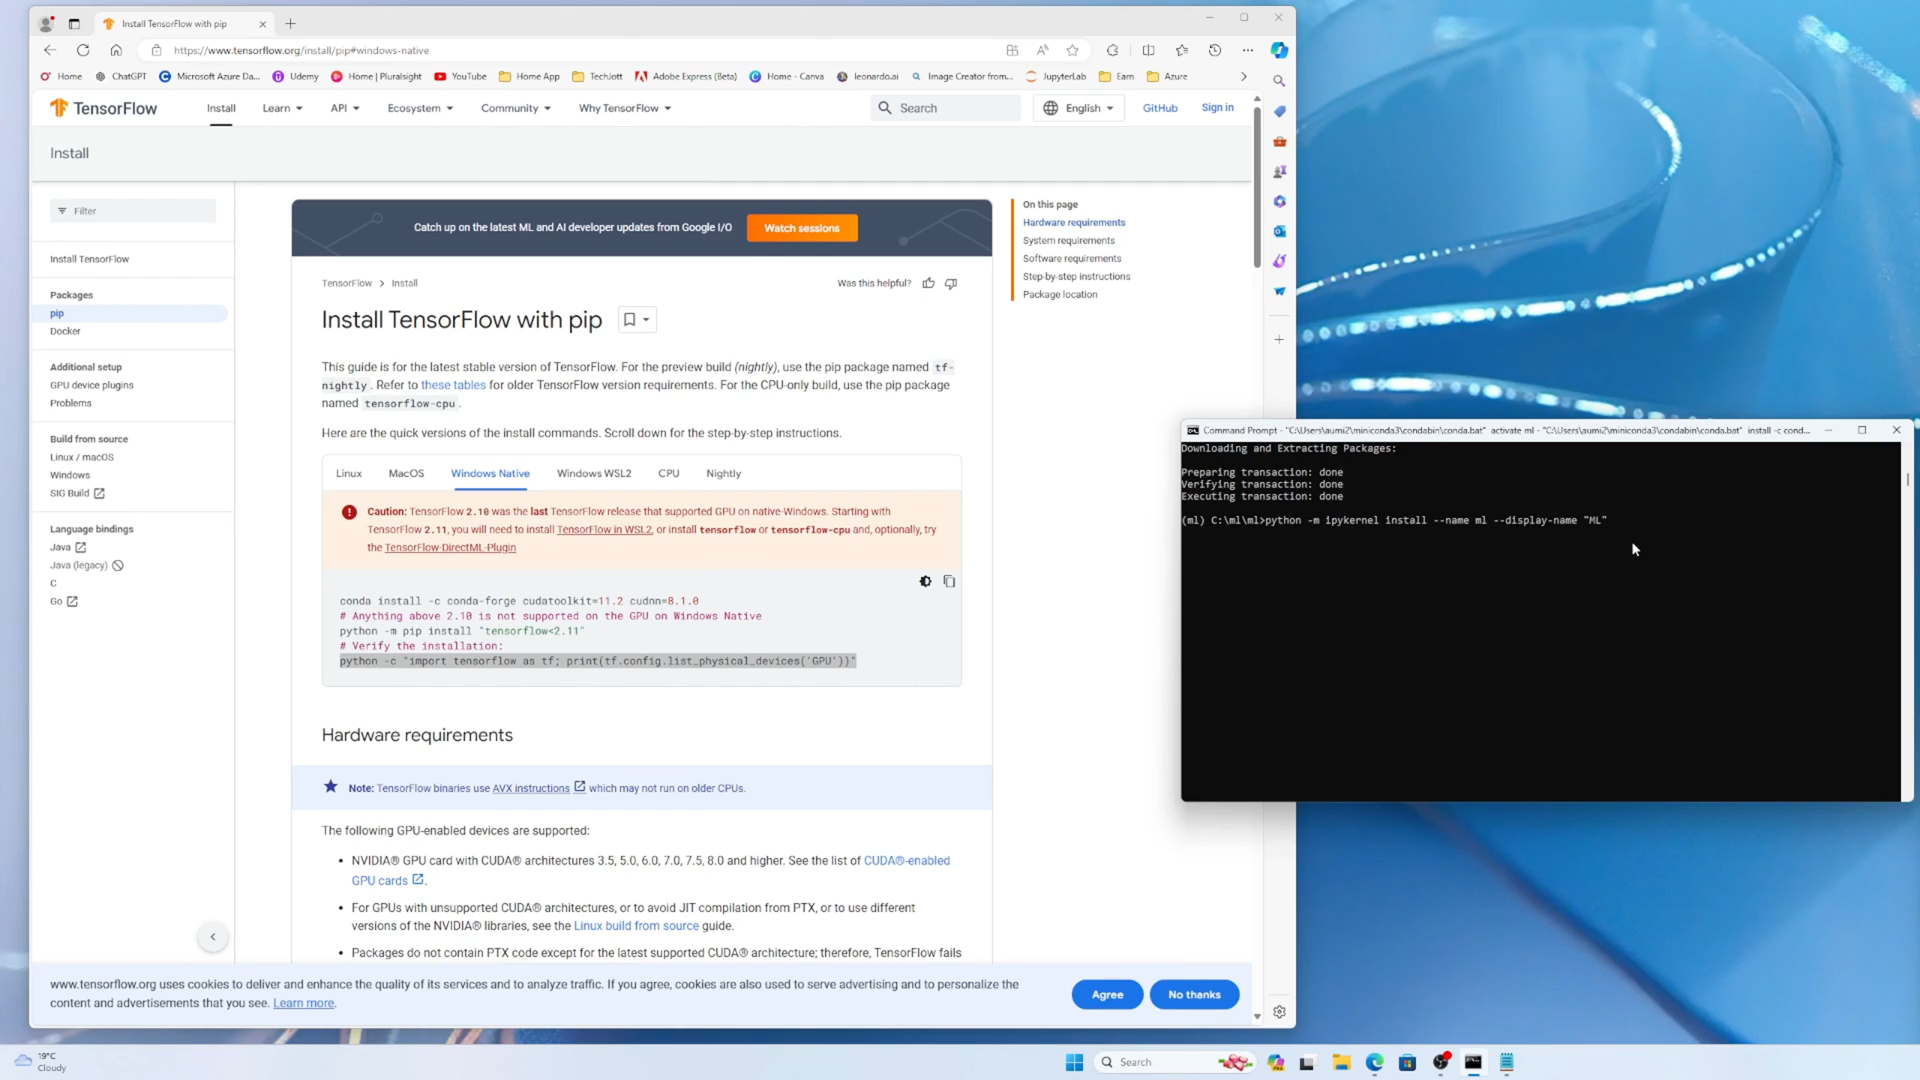 Install TensorFlow with pip
https://www.tensorflow.org/install/pip#windows-native
Home
ChatGPT
Microsoft Azure Da...
Udemy
Home | Pluralsight
YouTube
Home App
TechJott
Adobe Express (Beta)
Home - Canva
leonardo.ai
Image Creator from...
JupyterLab
Earn
Azure
TensorFlow
Install
Learn
API
Ecosystem
Community
Why TensorFlow
Search
English
GitHub
Sign in
Install
Filter
Install TensorFlow
Packages
pip
Docker
Additional setup
GPU device plugins
Problems
Build from source
Linux / macOS
Windows
SIG Build
Language bindings
Java
Java (legacy)
C
Go
Catch up on the latest ML and AI developer updates from Google I/O
Watch sessions
TensorFlow > Install
Was this helpful?
Install TensorFlow with pip
This guide is for the latest stable version of TensorFlow. For the preview build (nightly), use the pip package named tf-
nightly. Refer to these tables for older TensorFlow version requirements. For the CPU-only build, use the pip package
named tensorflow-cpu.
Here are the quick versions of the install commands. Scroll down for the step-by-step instructions.
Linux
MacOS
Windows Native
Windows WSL2
CPU
Nightly
Caution: TensorFlow 2.10 was the last TensorFlow release that supported GPU on native-Windows. Starting with
TensorFlow 2.11, you will need to install TensorFlow in WSL2, or install tensorflow or tensorflow-cpu and, optionally, try
the TensorFlow-DirectML-Plugin
conda install -c conda-forge cudatoolkit=11.2 cudnn=8.1.0
# Anything above 2.10 is not supported on the GPU on Windows Native
python -m pip install "tensorflow<2.11"
# Verify the installation:
python -c "import tensorflow as tf; print(tf.config.list_physical_devices('GPU'))"
Hardware requirements
Note: TensorFlow binaries use AVX instructions which may not run on older CPUs.
The following GPU-enabled devices are supported:
• NVIDIA® GPU card with CUDA® architectures 3.5, 5.0, 6.0, 7.0, 7.5, 8.0 and higher. See the list of CUDA®-enabled
GPU cards.
• For GPUs with unsupported CUDA® architectures, or to avoid JIT compilation from PTX, or to use different
versions of the NVIDIA® libraries, see the Linux build from source guide.
• Packages do not contain PTX code except for the latest supported CUDA® architecture; therefore, TensorFlow fails
On this page
Hardware requirements
System requirements
Software requirements
Step-by-step instructions
Package location
www.tensorflow.org uses cookies to deliver and enhance the quality of its services and to analyze traffic. If you agree, cookies are also used to serve advertising and to personalize the
content and advertisements that you see. Learn more.
Agree
No thanks
Command Prompt - "C:\Users\aumi2\miniconda3\condabin\conda.bat" activate ml - "C:\Users\aumi2\miniconda3\condabin\conda.bat" install -c cond...
Downloading and Extracting Packages:
Preparing transaction: done
Verifying transaction: done
Executing transaction: done
(ml) C:\ml\ml>python -m ipykernel install --name ml --display-name "ML"
19°C
Cloudy
Search